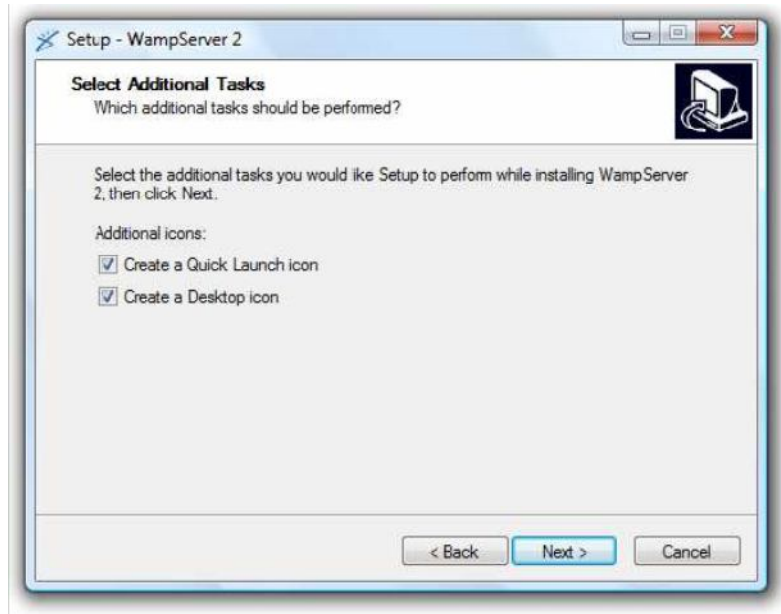 Setup - WampServer 2
Select Additional Tasks
Which additional tasks should be performed?
Select the additional tasks you would ike Setup to perform while installing WampServer
2, then click Next.
Additional icons:
Create a Quick Launch icon
Create a Desktop icon
< Back Next > Cancel